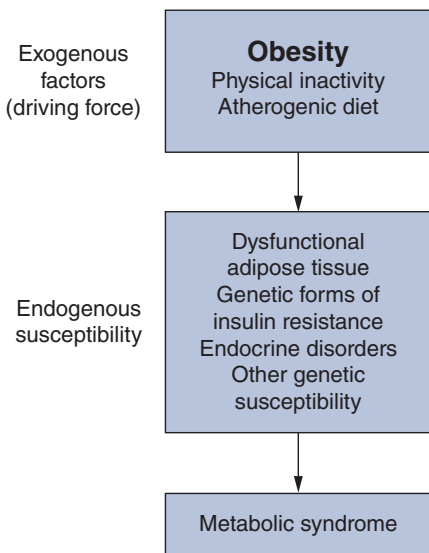 Exogenous
factors
(driving force)
Obesity
Physical inactivity
Atherogenic diet
Endogenous
susceptibility
Dysfunctional
adipose tissue
Genetic forms of
insulin resistance
Endocrine disorders
Other genetic
susceptibility
Metabolic syndrome